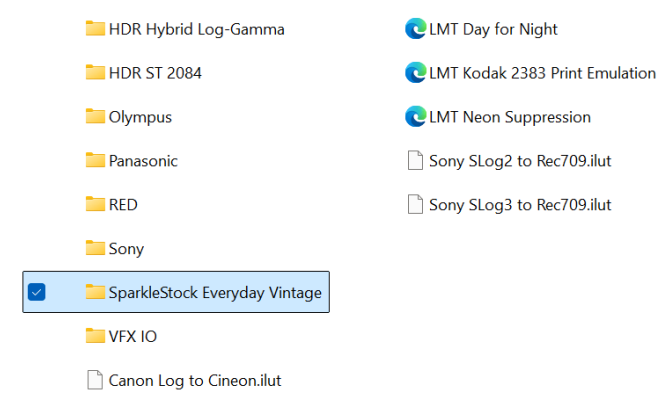 HDR Hybrid Log-Gamma
HDR ST 2084
Olympus
Panasonic
RED
Sony
SparkleStock Everyday Vintage
VFX IO
Canon Log to Cineon.ilut
LMT Day for Night
LMT Kodak 2383 Print Emulation
LMT Neon Suppression
Sony SLog2 to Rec709.ilut
Sony SLog3 to Rec709.ilut